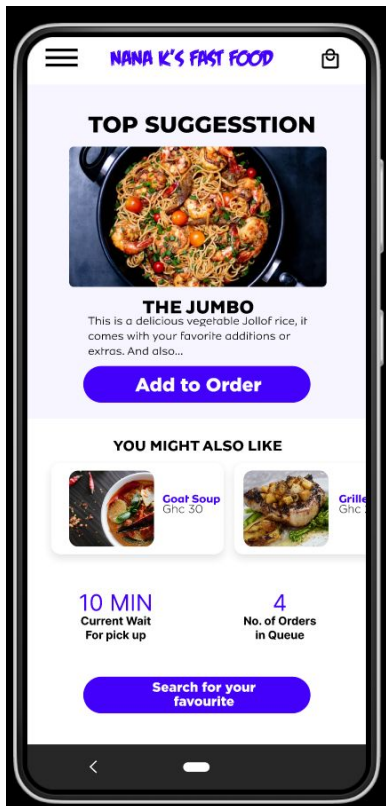 NANA K'S FAST FOOD
TOP SUGGESSTION
THE JUMBO
This is a delicious vegetable Jollof rice, it
comes with your favorite additions or
extras. And also...
Add to Order
YOU MIGHT ALSO LIKE
Goat Soup
Ghc 30
Grille
Ghc
10 MIN
Current Wait
For pick up
4
No. of Orders
in Queue
Search for your
favourite